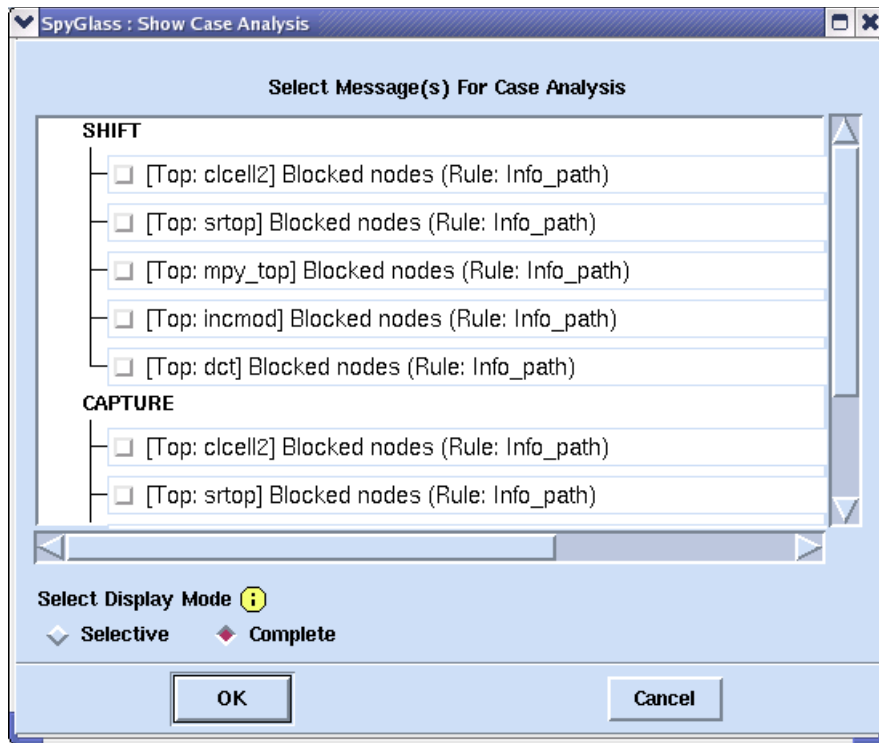 SpyGlass : Show Case Analysis
Select Message(s) For Case Analysis
SHIFT
[Top: clcell2] Blocked nodes (Rule: Info_path)
[Top: srtop] Blocked nodes (Rule: Info_path)
[Top: mpy_top] Blocked nodes (Rule: Info_path)
[Top: incmod] Blocked nodes (Rule: Info_path)
[Top: dct] Blocked nodes (Rule: Info_path)
CAPTURE
[Top: clcell2] Blocked nodes (Rule: Info_path)
[Top: srtop] Blocked nodes (Rule: Info_path)
Select Display Mode i
Selective Complete
OK Cancel